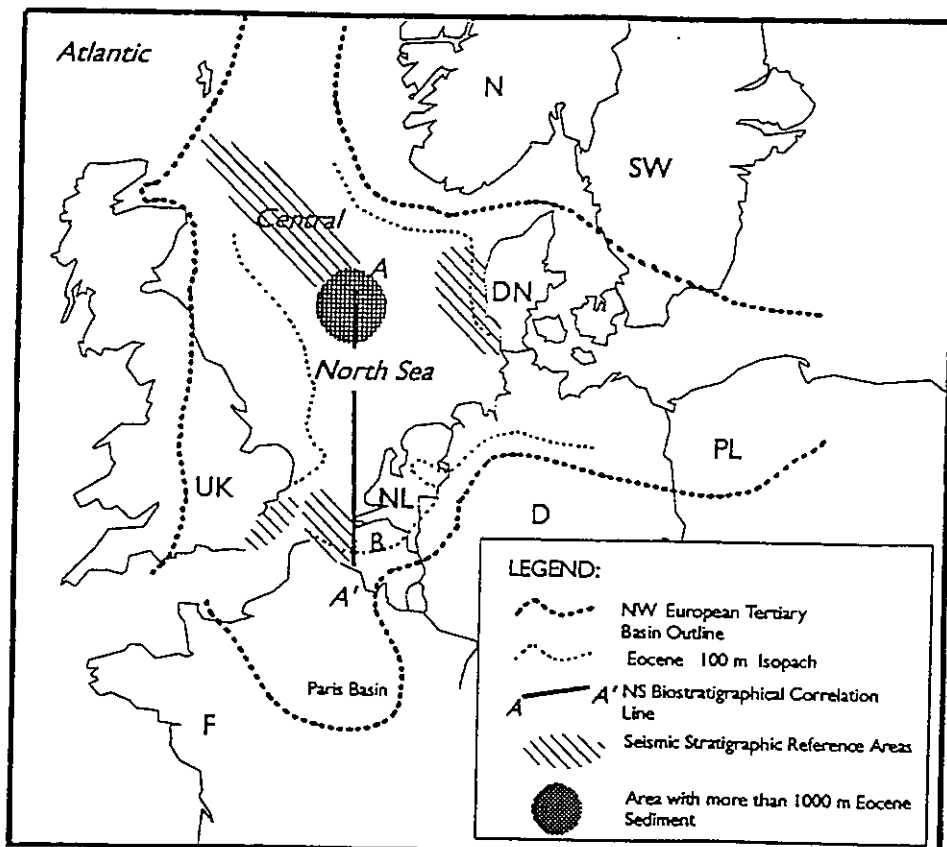 Atlantic
N
SW
Central
A
DN
North Sea
PL
UK
NL
D
B
A'
Paris Basin
F
LEGEND:
NW European Tertiary
Basin Outline
Eocene 100 m Isopach
A A' NS Biostratigraphical Correlation
Line
Seismic Stratigraphic Reference Areas
Area with more than 1000 m Eocene
Sediment